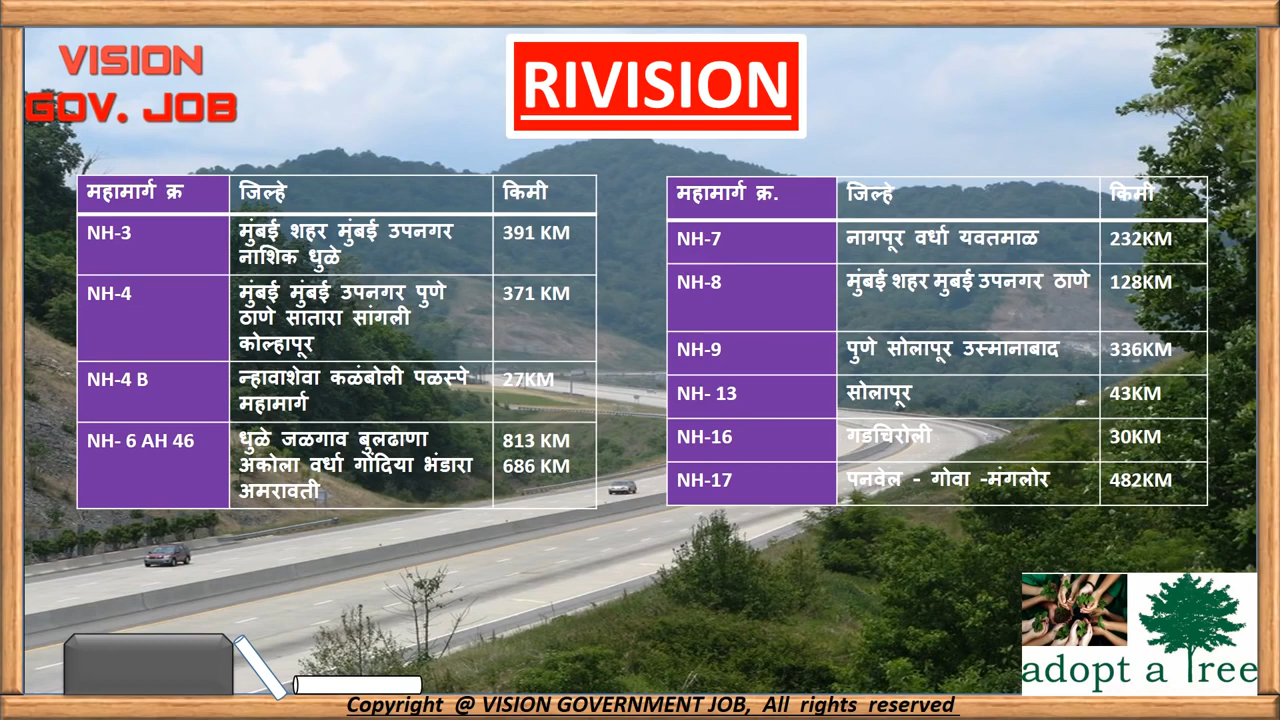 VISION
GOV. JOB
RIVISION
महामार्ग क्र जिल्हे किमी
NH-3 मुंबई शहर मुंबई उपनगर 391 KM
नाशिक धुळे
NH-4 मुंबई मुंबई उपनगर पुणे 371 KM
ठाणे सातारा सांगली
कोल्हापूर
NH-4 B न्हावाशेवा कळंबोली पळस्पे 27KM
महामार्ग
NH- 6 AH 46 धुळे जळगाव बुलढाणा 813 KM
अकोला वर्धा गोंदिया भंडारा 686 KM
अमरावती
महामार्ग क्र. जिल्हे किमी
NH-7 नागपूर वर्धा यवतमाळ 232KM
NH-8 मुंबई शहर मुबई उपनगर ठाणे 128KM
NH-9 पुणे सोलापूर उस्मानाबाद 336KM
NH- 13 सोलापूर 43KM
NH-16 गडचिरोली 30KM
NH-17 पनवेल - गोवा -मंगलोर 482KM
adopt a Tree
Copyright @ VISION GOVERNMENT JOB, All rights reserved